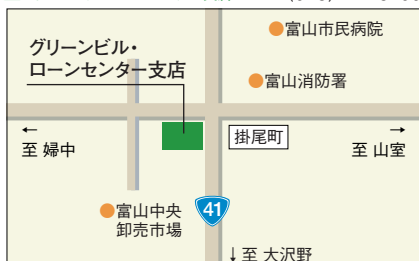 富山市民病院
グリーンビル・
ローンセンター支店
富山消防署
←
至 婦中
掛尾町
→
至 山室
富山中央
卸売市場
41
↓至 大沢野